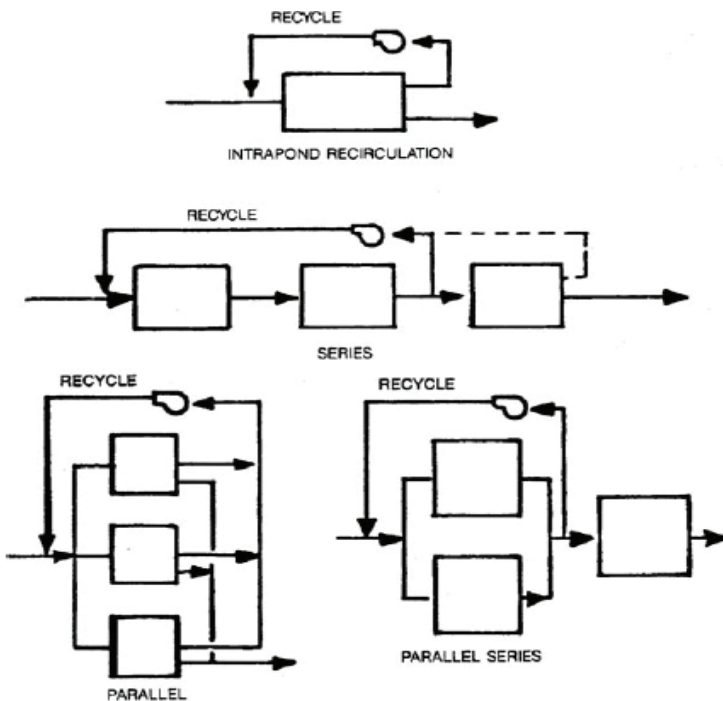 RECYCLE
INTRAPOND RECIRCULATION
RECYCLE
SERIES
RECYCLE
PARALLEL
RECYCLE
PARALLEL SERIES